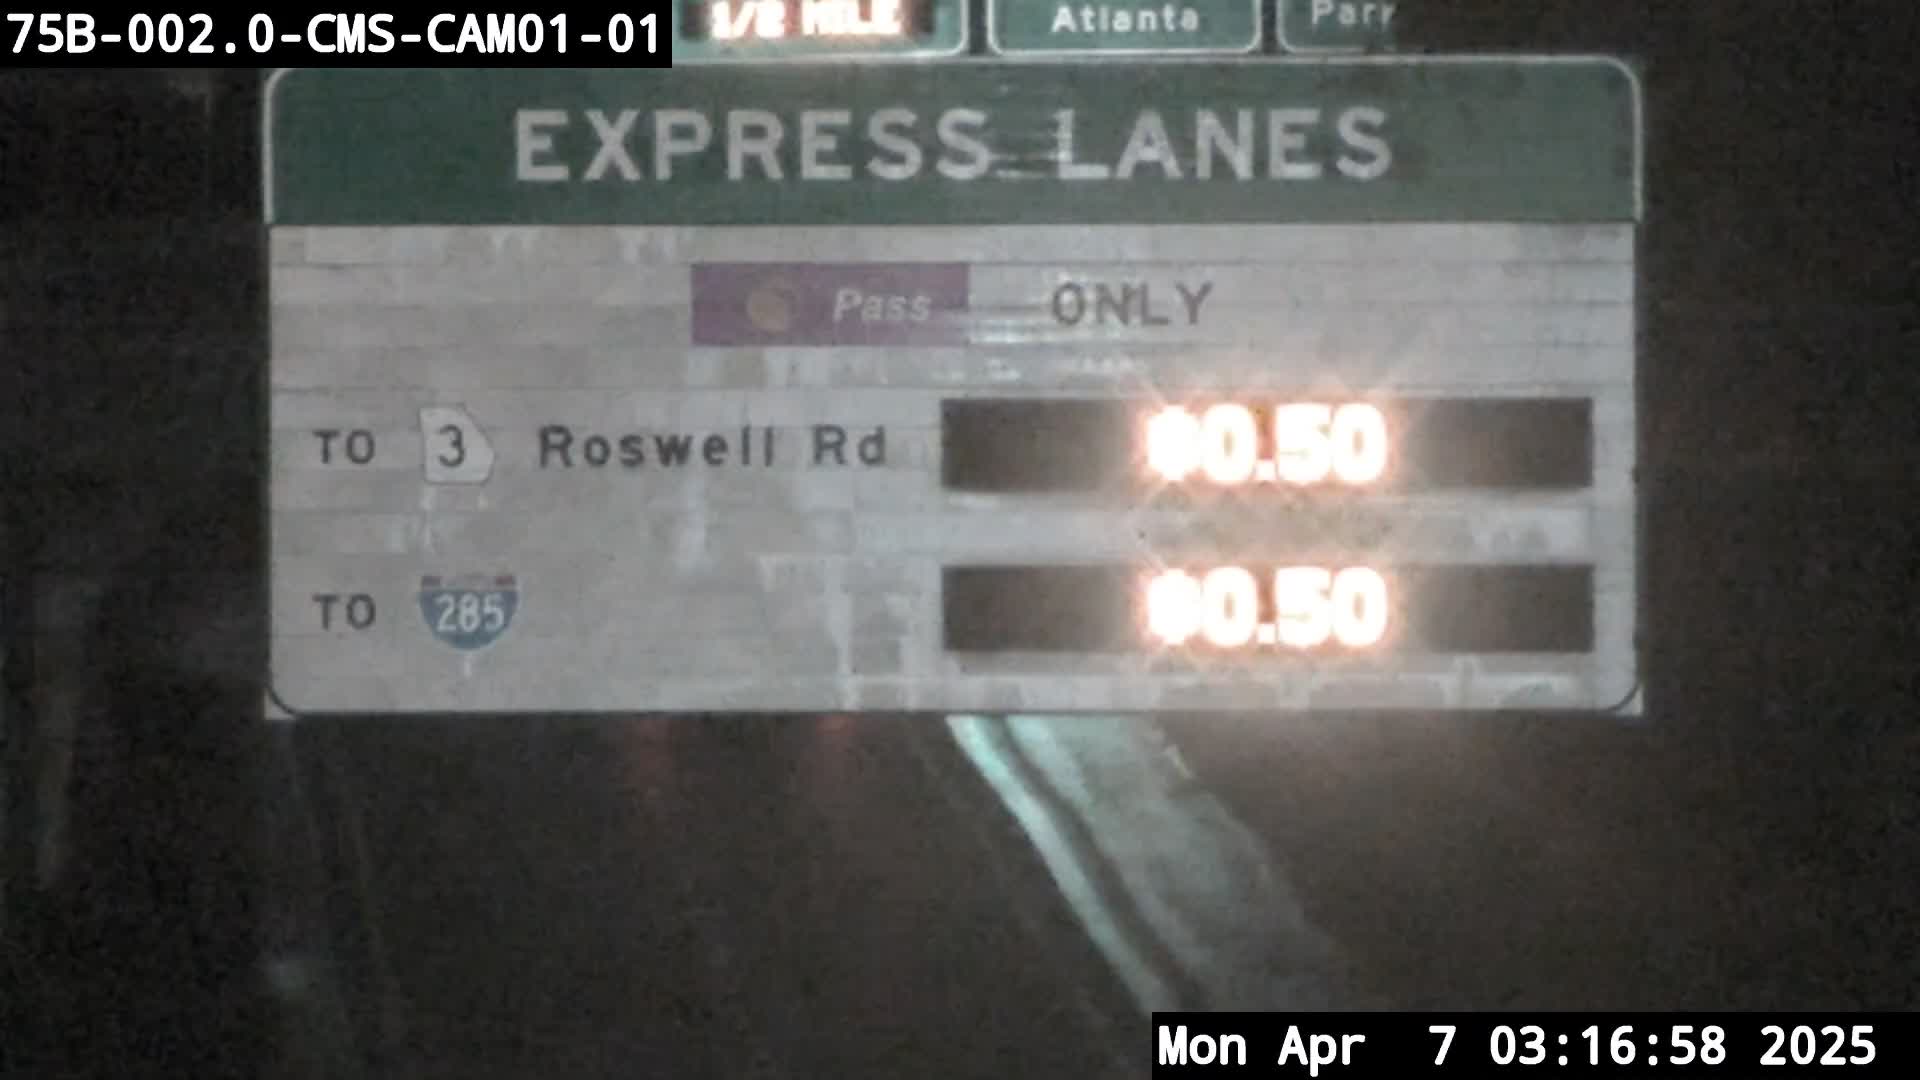 75B-002.0-CMS-CAM01-01
1/2 MILE
Atlanta
EXPRESS LANES
Pass ONLY
TO 3 Roswell Rd $0.50
TO 285 $0.50
Mon Apr 7 03:16:58 2025